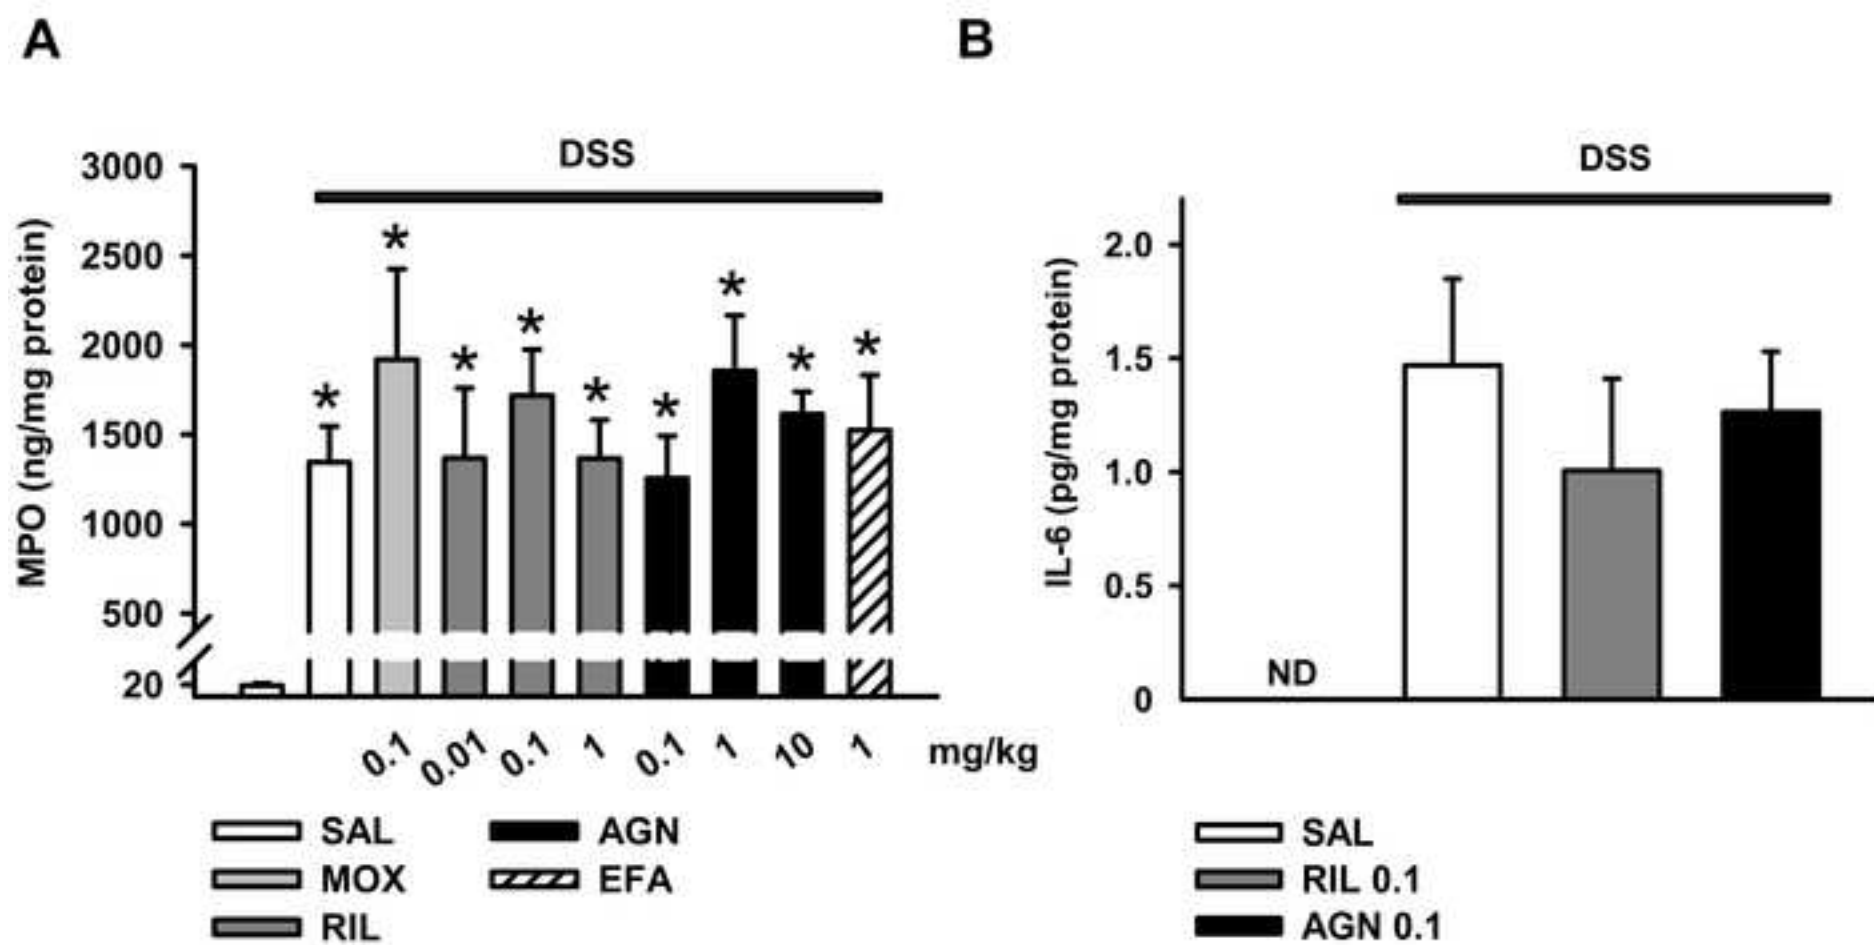 A
DSS
3000
2500
2000
1500
1000
500
20
MPO (ng/mg protein)
* * * * * * * * *
0.1 0.01 0.1 1 0.1 1 10 1 mg/kg
SAL AGN
MOX EFA
RIL
B
DSS
2.0
1.5
1.0
0.5
0
IL-6 (pg/mg protein)
ND
SAL
RIL 0.1
AGN 0.1